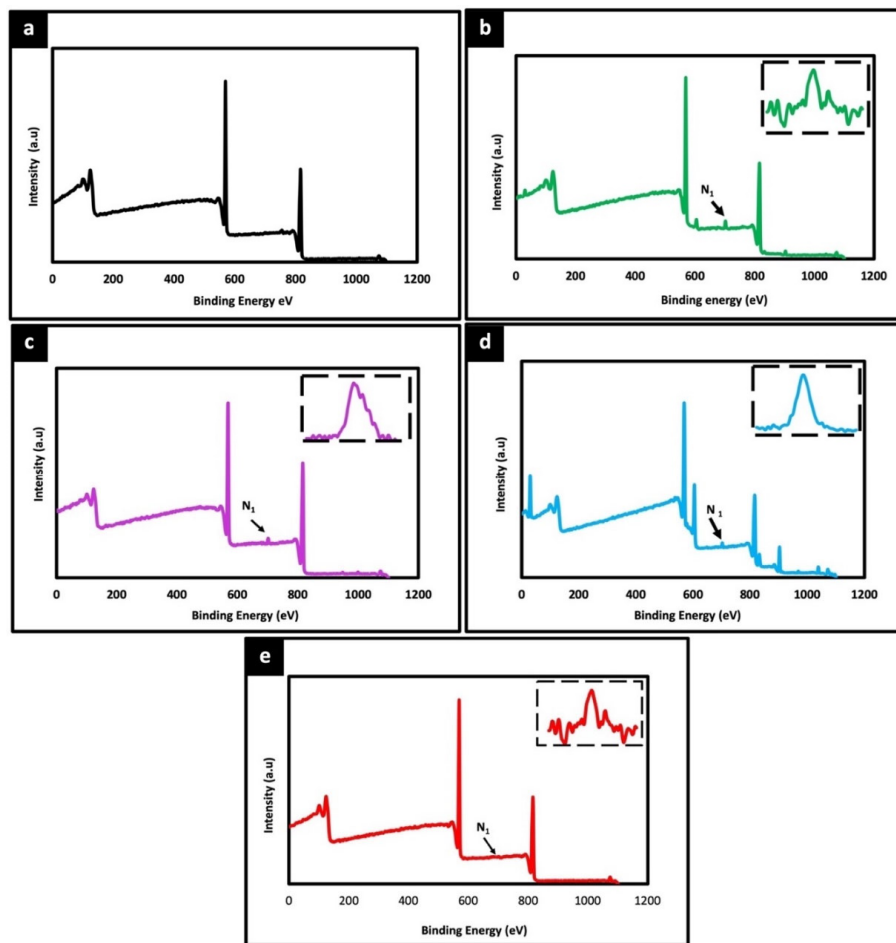 a
Intensity (a.u)
0 200 400 600 800 1000 1200
Binding Energy eV
b
Intensity (a.u)
N1
0 200 400 600 800 1000 1200
Binding energy (eV)
c
Intensity (a.u)
N1
0 200 400 600 800 1000 1200
Binding Energy (eV)
d
Intensity (a.u)
N 1
0 200 400 600 800 1000 1200
Binding Energy (eV)
e
Intensity (a.u)
N1
0 200 400 600 800 1000 1200
Binding Energy (eV)